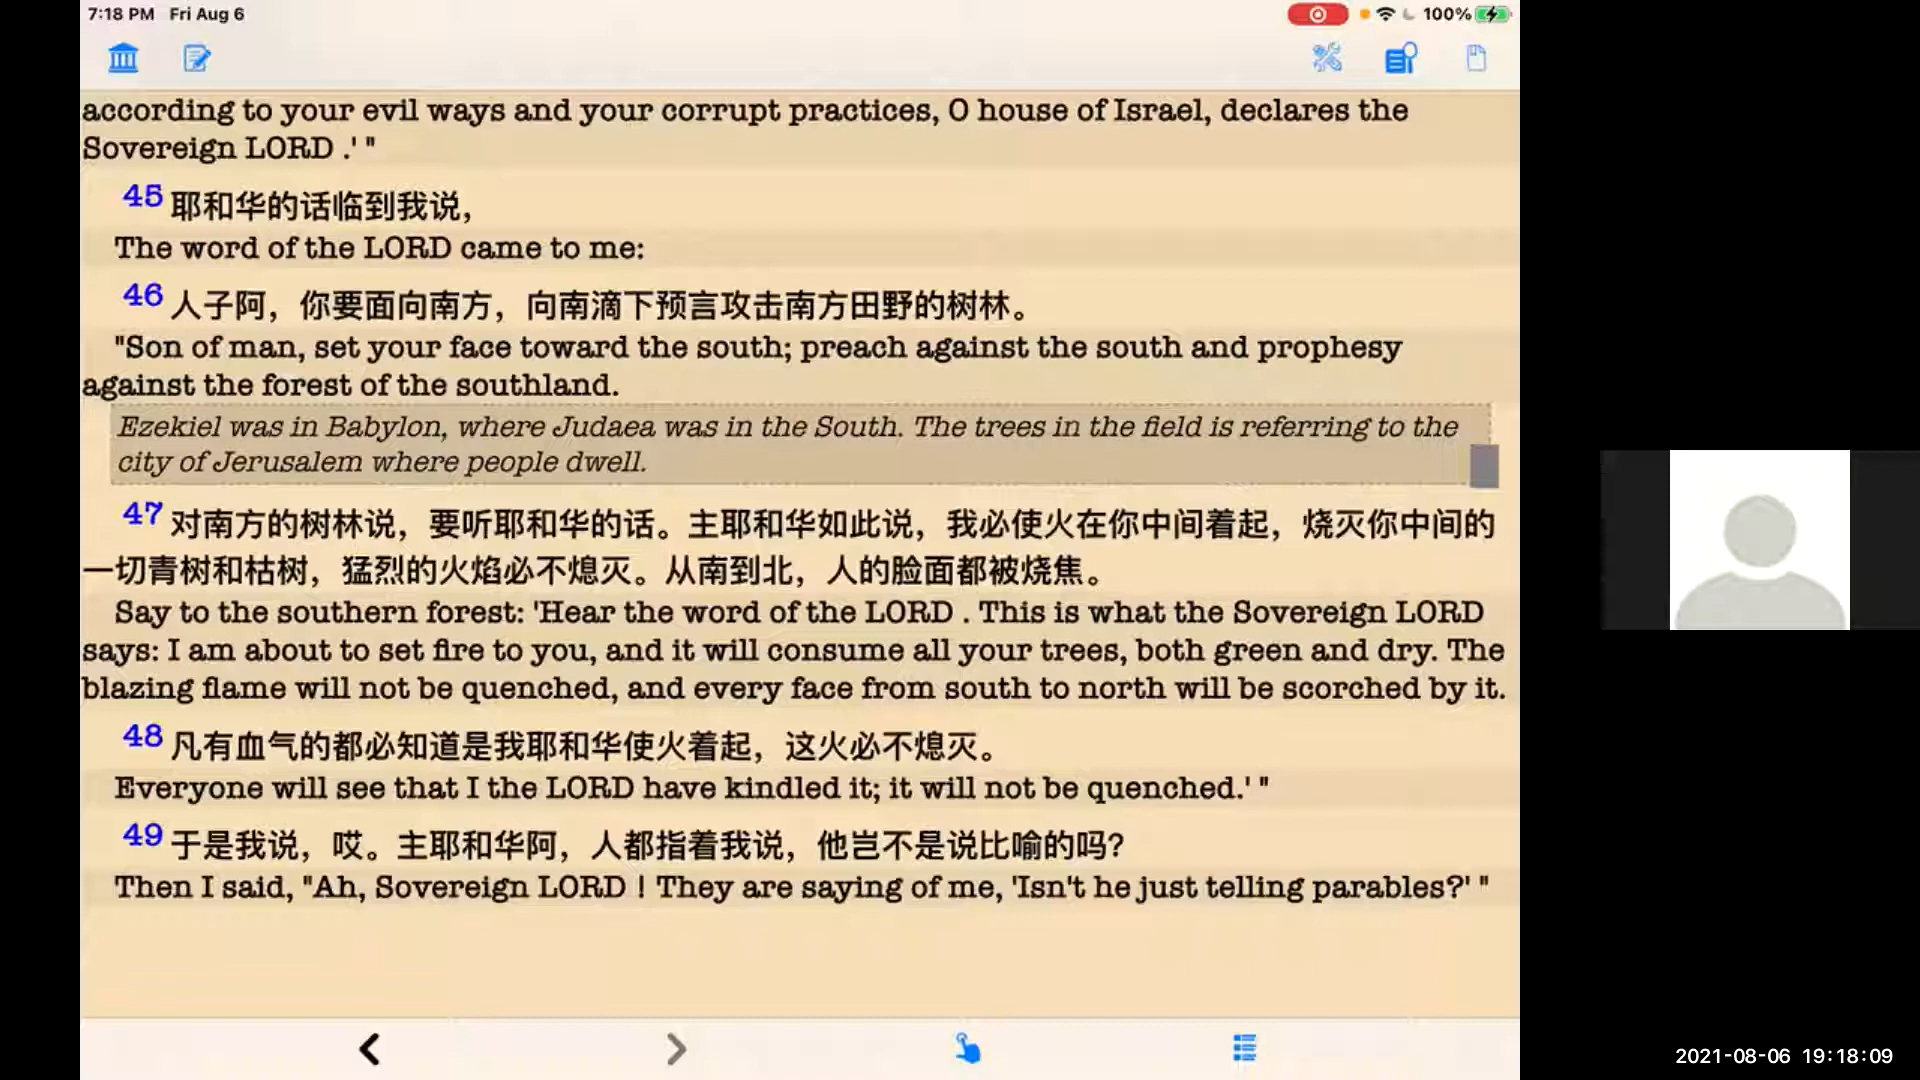 7:18 PM Fri Aug 6
100%
according to your evil ways and your corrupt practices, O house of Israel, declares the
Sovereign LORD .' "
45 耶和华的话临到我说，
The word of the LORD came to me:
46 人子阿，你要面向南方，向南滴下预言攻击南方田野的树林。
"Son of man, set your face toward the south; preach against the south and prophesy
against the forest of the southland.
Ezekiel was in Babylon, where Judaea was in the South. The trees in the field is referring to the
city of Jerusalem where people dwell.
47 对南方的树林说，要听耶和华的话。主耶和华如此说，我必使火在你中间着起，烧灭你中间的
一切青树和枯树，猛烈的火焰必不熄灭。从南到北，人的脸面都被烧焦。
Say to the southern forest: 'Hear the word of the LORD . This is what the Sovereign LORD
says: I am about to set fire to you, and it will consume all your trees, both green and dry. The
blazing flame will not be quenched, and every face from south to north will be scorched by it.
48 凡有血气的都必知道是我耶和华使火着起，这火必不熄灭。
Everyone will see that I the LORD have kindled it; it will not be quenched.' "
49 于是我说，哎。主耶和华阿，人都指着我说，他岂不是说比喻的吗?
Then I said, "Ah, Sovereign LORD ! They are saying of me, 'Isn't he just telling parables?' "
2021-08-06 19:18:09